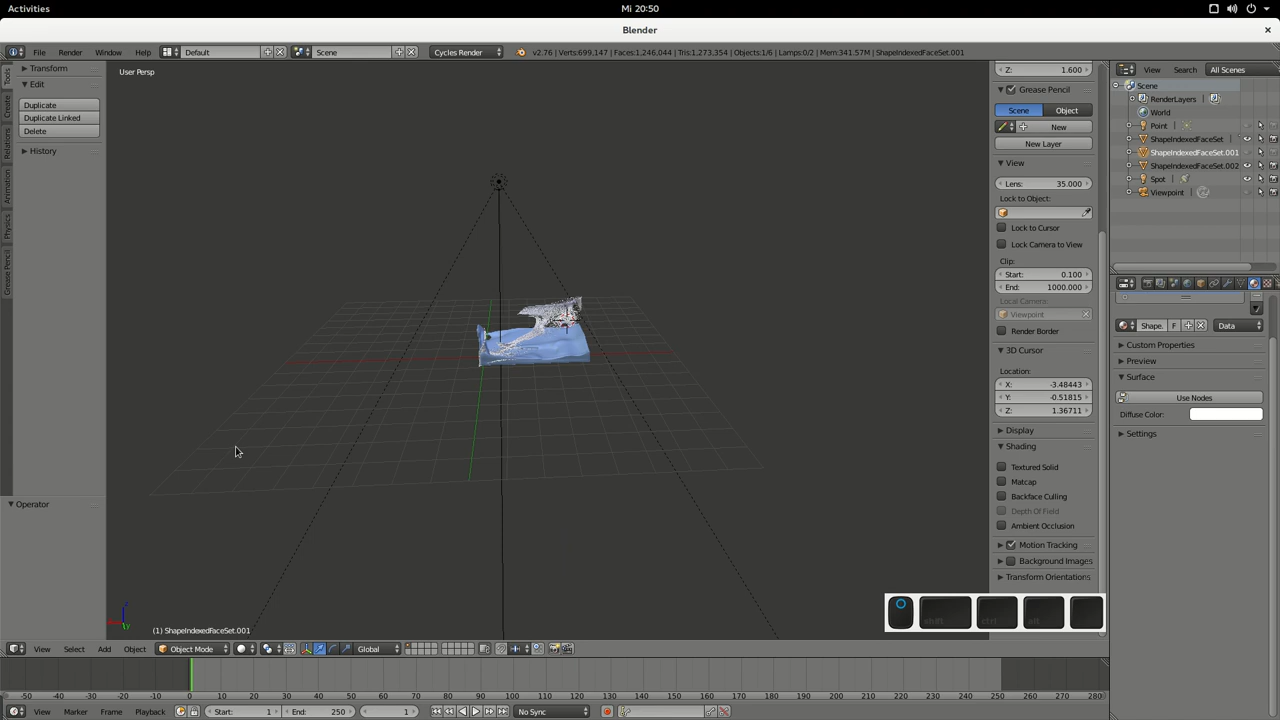 Activities
Mi 20:50
Blender
File Render Window Help
Default
Scene
Cycles Render
v2.76 | Verts:699,147 | Faces:1,246,044 | Tris:1,273,354 | Objects:1/6 | Lamps:0/2 | Mem:341.57M | ShapeIndexedFaceSet.001
Tools
Create
Relations
Animation
Physics
Grease Pencil
Transform
Edit
Duplicate
Duplicate Linked
Delete
History
Operator
User Persp
(1) ShapeIndexedFaceSet.001
Z: 1.600
Grease Pencil
Scene Object
New
New Layer
View
Lens: 35.000
Lock to Object:
Lock to Cursor
Lock Camera to View
Clip:
Start: 0.100
End: 1000.000
Local Camera:
Viewpoint
Render Border
3D Cursor
Location:
X: -3.48443
Y: -0.51815
Z: 1.36711
Display
Shading
Textured Solid
Matcap
Backface Culling
Depth Of Field
Ambient Occlusion
Motion Tracking
Background Images
Transform Orientations
shift ctrl alt
View Search All Scenes
Scene
RenderLayers
World
Point
ShapeIndexedFaceSet
ShapeIndexedFaceSet.001
ShapeIndexedFaceSet.002
Spot
Viewpoint
Shape. F Data
Custom Properties
Preview
Surface
Use Nodes
Diffuse Color:
Settings
View Select Add Object Object Mode Global
-50 -40 -30 -20 -10 0 10 20 30 40 50 60 70 80 90 100 110 120 130 140 150 160 170 180 190 200 210 220 230 240 250 260 270 280
View Marker Frame Playback Start: 1 End: 250 1 No Sync